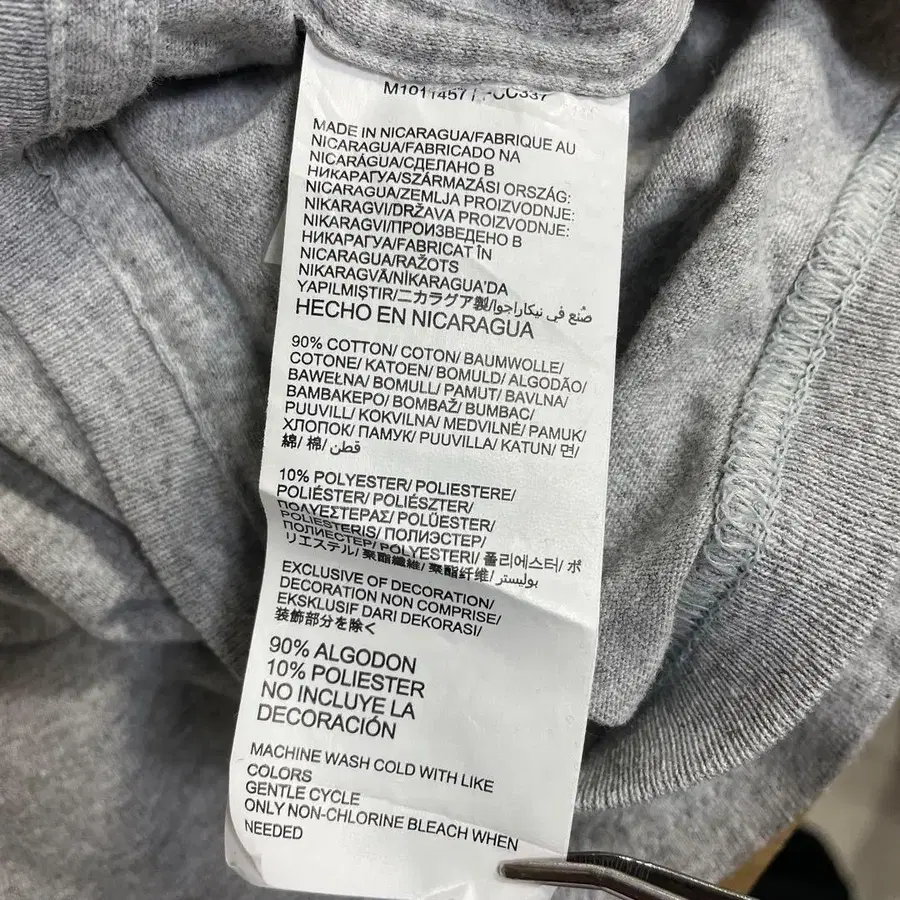 M1011457 / -CC337
MADE IN NICARAGUA/FABRIQUE AU
NICARAGUA/FABRICADO NA
NICARÁGUA/СДЕЛАНО В
НИКАРАГУА/SZÁRMAZÁSI ORSZÁG:
NICARAGUA/ZEMLJA PROIZVODNJE:
NIKARAGVI/DRŽAVA PROIZVODNJE:
NIKARAGVI/ПРОИЗВЕДЕНО В
НИКАРАГУА/FABRICAT ÎN
NICARAGUA/RAŽOTS
NIKARAGVĀ/NİKARAGUA'DA
YAPILMIŞTIR/ニカラグア製/صُنع في نيكاراجوا
HECHO EN NICARAGUA
90% COTTON/ COTON/ BAUMWOLLE/
COTONE/ KATOEN/ BOMULD/ ALGODÃO/
BAWEŁNA/ BOMULL/ PAMUT/ BAVLNA/
ΒΑΜΒΑΚΕΡΟ/ BOMBAŽ/ BUMBAC/
PUUVILL/ KOKVILNA/ MEDVILNĖ/ PAMUK/
ХЛОПОК/ ПАМУК/ PUUVILLA/ KATUN/ 면/
綿/ 棉/ قطن
10% POLYESTER/ POLIESTERE/
POLIÉSTER/ POLIÉSZTER/
ΠΟΛΥΕΣΤΕΡΑΣ/ POLÜESTER/
POLIESTERIS/ ПОЛИЭСТЕР/
ПОЛИЕСТЕР/ POLYESTERI/ 폴리에스터/ ポ
リエステル/ 聚酯纖維/ 聚酯纤维/ بوليستر
EXCLUSIVE OF DECORATION/
DECORATION NON COMPRISE/
EKSKLUSIF DARI DEKORASI/
装飾部分を除く
90% ALGODON
10% POLIESTER
NO INCLUYE LA
DECORACIÓN
MACHINE WASH COLD WITH LIKE
COLORS
GENTLE CYCLE
ONLY NON-CHLORINE BLEACH WHEN
NEEDED